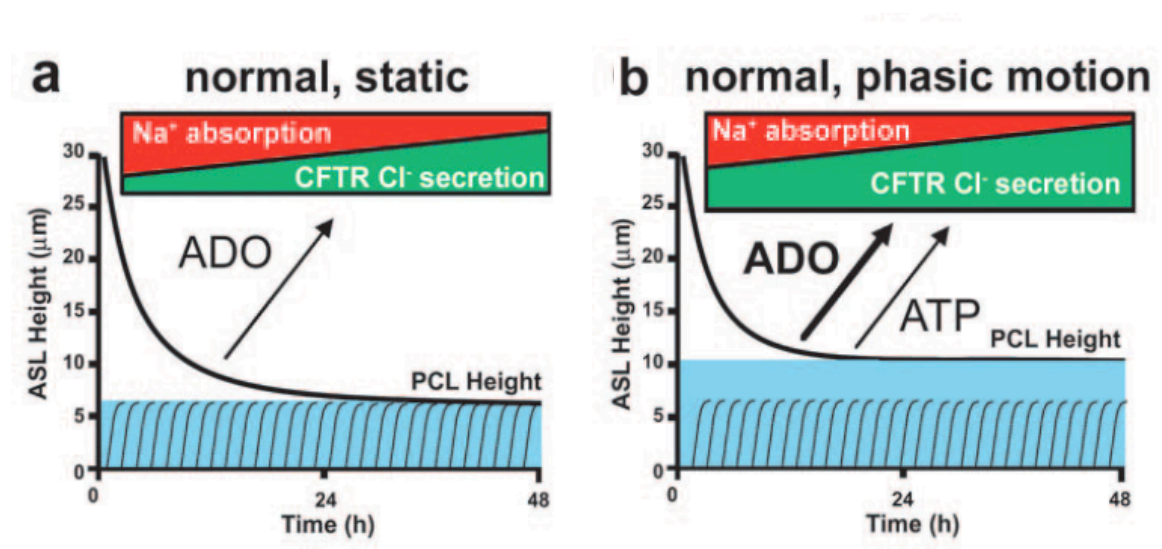 a normal, static
Na⁺ absorption
CFTR Cl⁻ secretion
ADO
PCL Height
ASL Height (μm)
30
25
20
15
10
5
0
0 24 48
Time (h)
b normal, phasic motion
Na⁺ absorption
CFTR Cl⁻ secretion
ADO
ATP
PCL Height
ASL Height (μm)
30
25
20
15
10
5
0
0 24 48
Time (h)